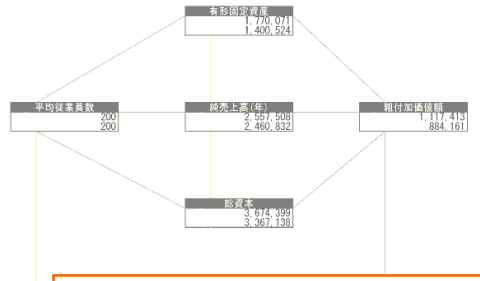 有形固定資産
1,770,071
1,400,524
平均従業員数
200
200
純売上高(年)
2,557,508
2,460,832
粗付加価値額
1,117,413
884,161
総資本
3,674,399
3,367,138